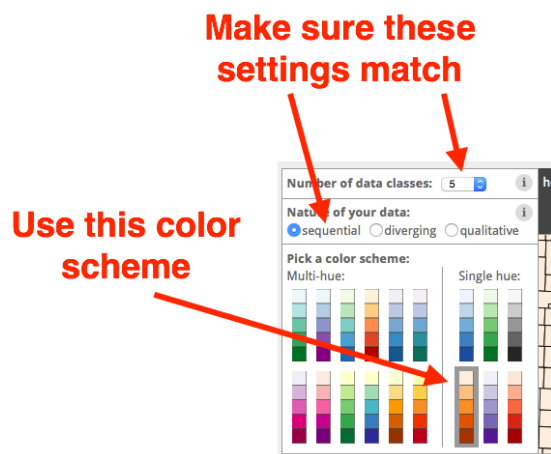 Make sure these
settings match
Number of data classes: 5 i
Nature of your data: i
sequential diverging qualitative
Use this color
scheme
Pick a color scheme:
Multi-hue: Single hue: